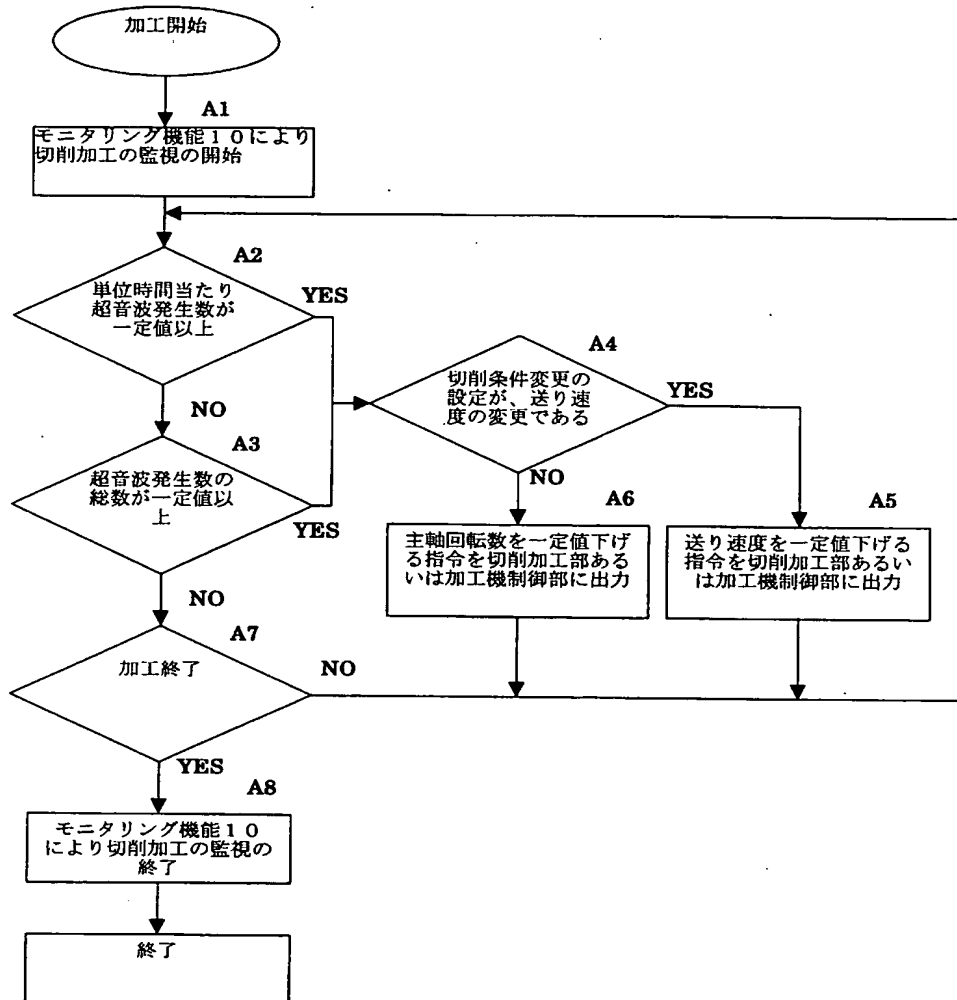 加工開始
A1
モニタリング機能10により
切削加工の監視の開始
A2
単位時間当たり
超音波発生数が
一定値以上
YES
NO
A3
超音波発生数の
総数が一定値以
上
YES
NO
A4
切削条件変更の
設定が、送り速
度の変更である
YES
NO
A5
送り速度を一定値下げる
指令を切削加工部あるい
は加工機制御部に出力
A6
主軸回転数を一定値下げ
る指令を切削加工部ある
いは加工機制御部に出力
A7
加工終了
NO
YES
A8
モニタリング機能10
により切削加工の監視の
終了
終了